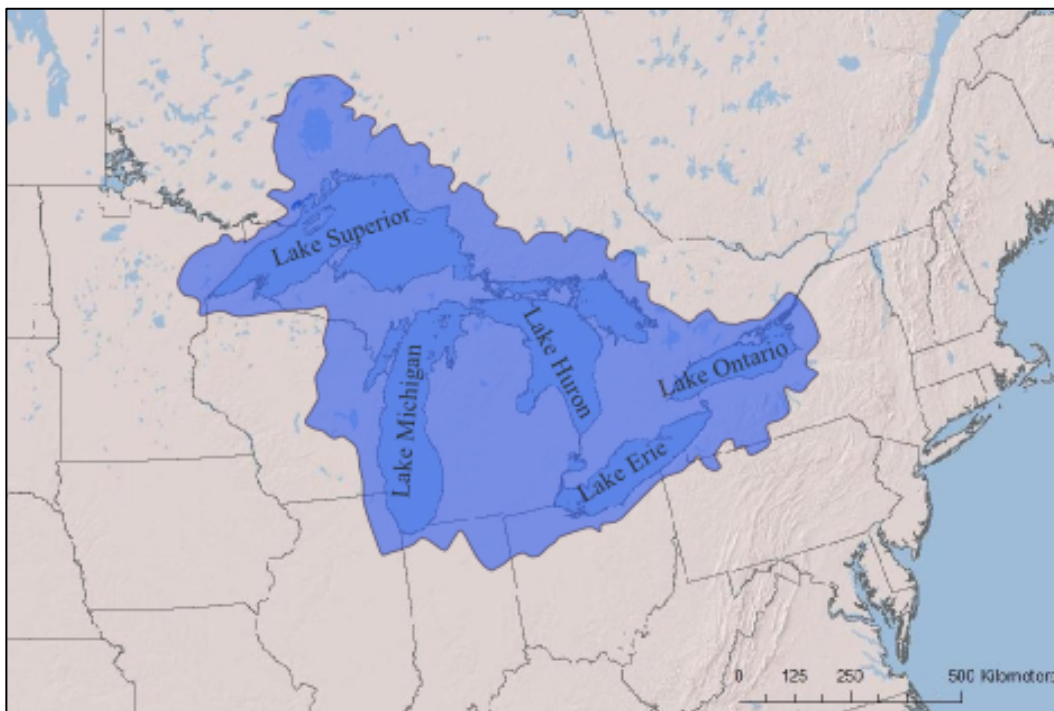 Lake Superior
Lake Michigan
Lake Huron
Lake Ontario
Lake Erie
0 125 250 500 Kilometers